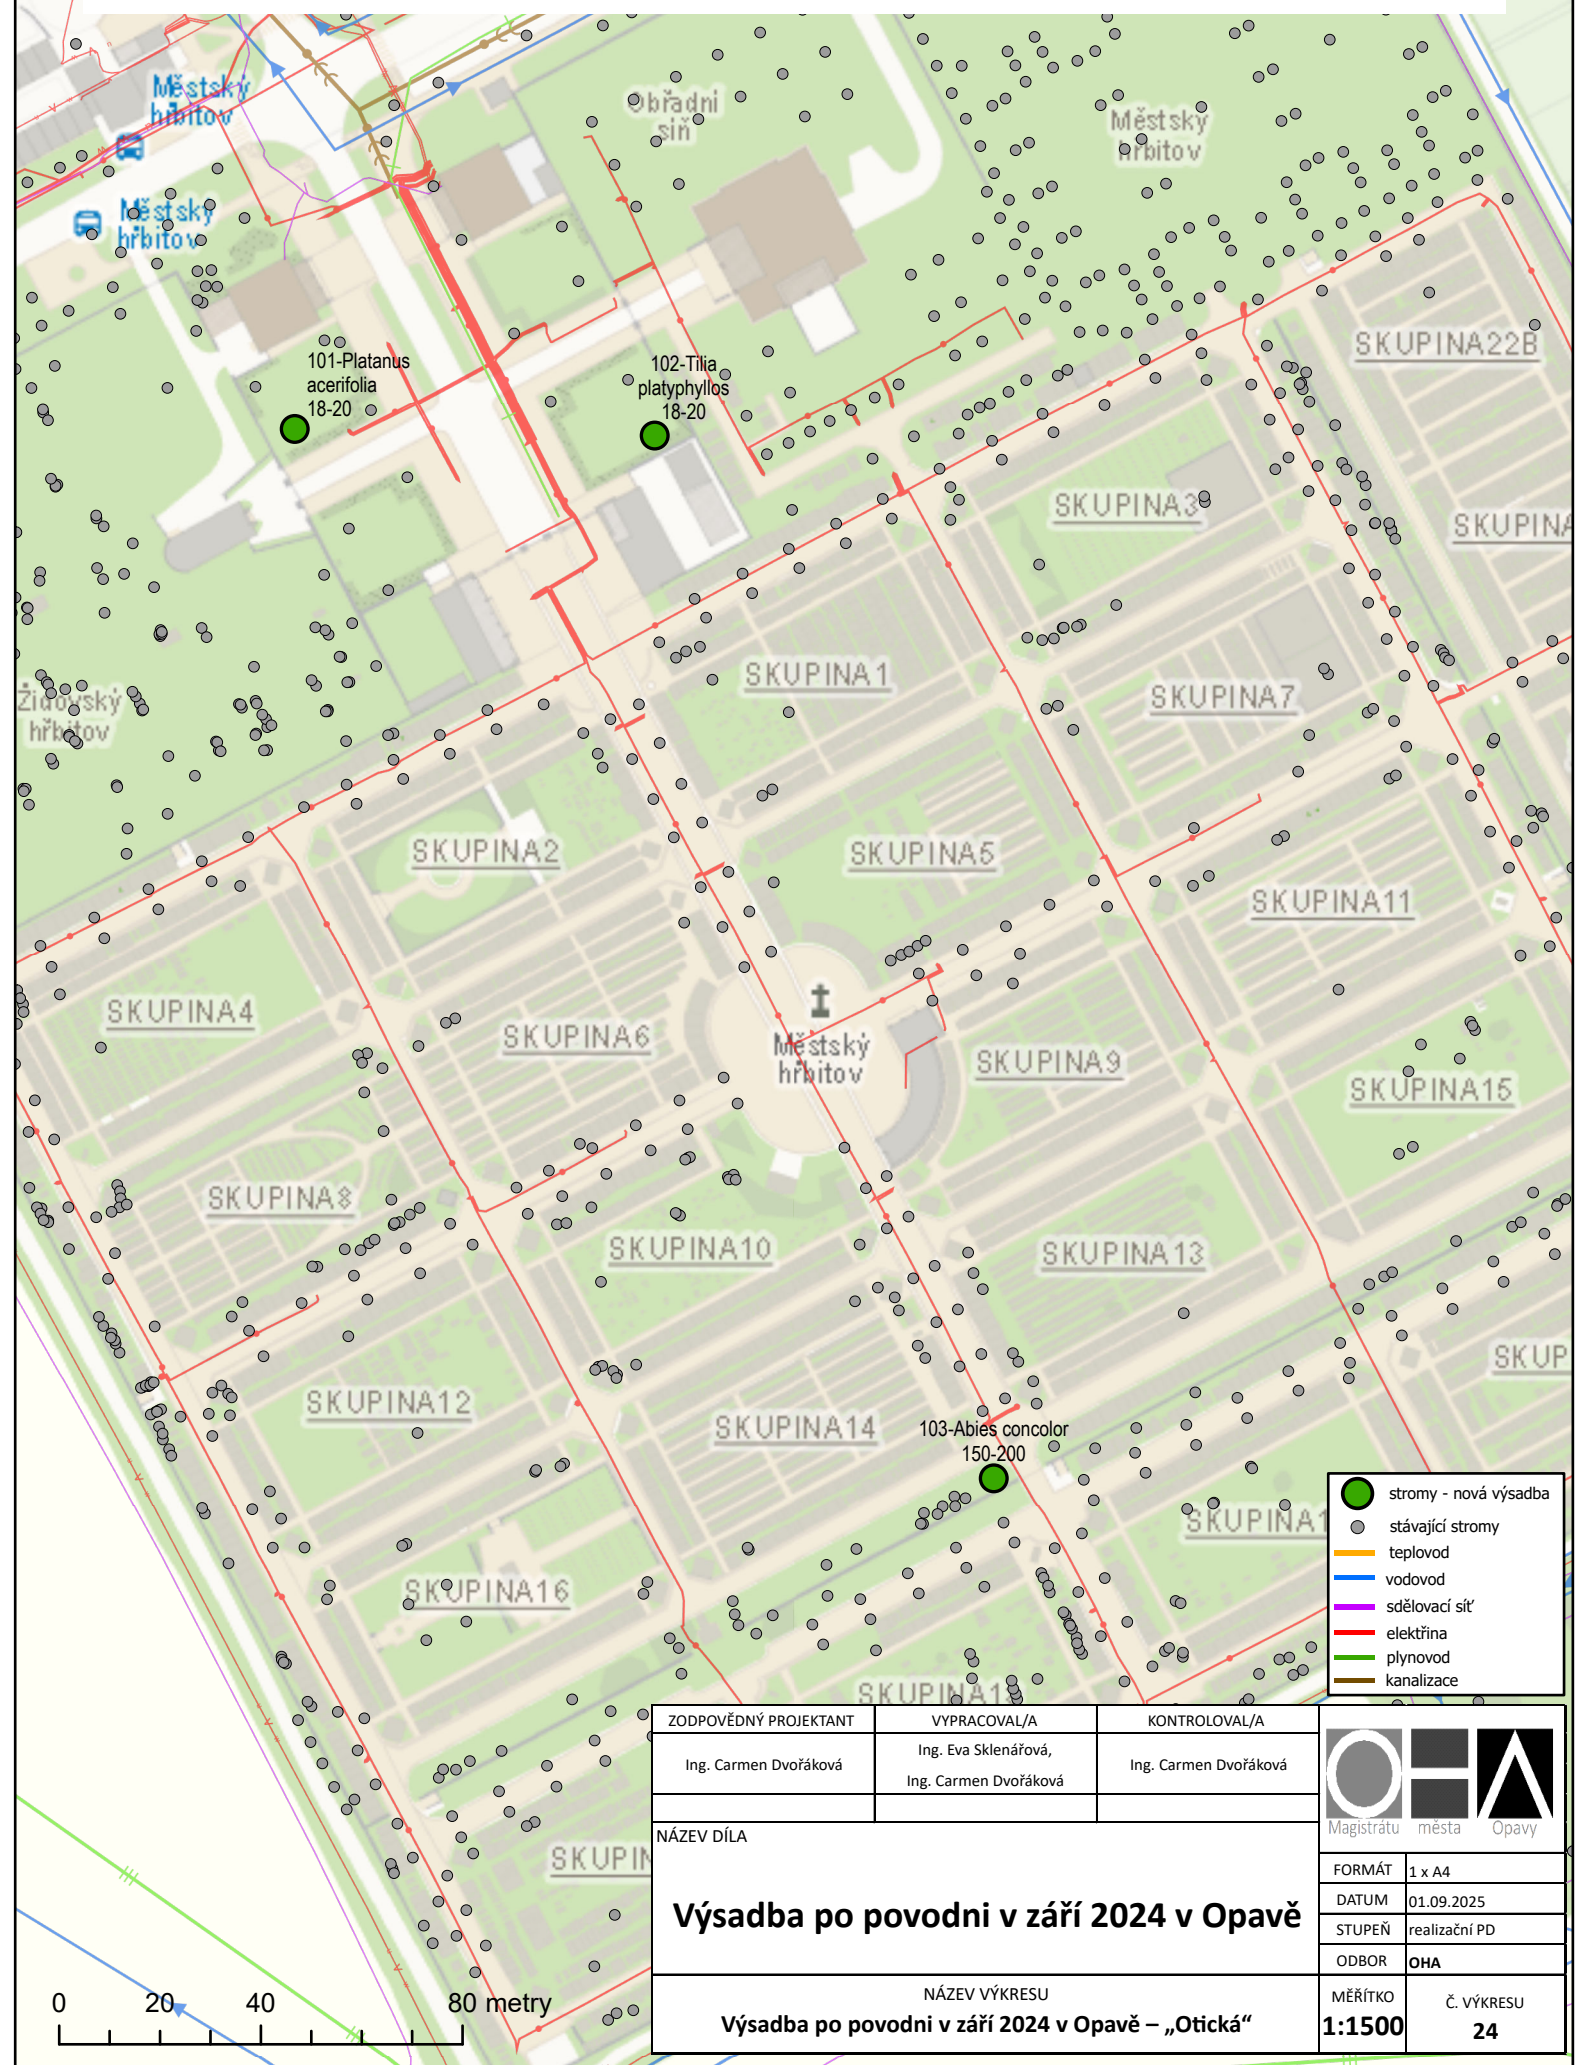 Městský
hřbitov
Městský
hřbitov
Obřadní
síň
Městský
hřbitov
101-Platanus
acerifolia
18-20
102-Tilia
platyphyllos
18-20
SKUPINA22B
SKUPINA3
SKUPINA
SKUPINA1
SKUPINA7
Židovský
hřbitov
SKUPINA2
SKUPINA5
SKUPINA11
SKUPINA4
SKUPINA6
Městský
hřbitov
SKUPINA9
SKUPINA15
SKUPINA8
SKUPINA10
SKUPINA13
SKUP
SKUPINA12
SKUPINA14
103-Abies concolor
150-200
SKUPINA1
SKUPINA16
SKUPINA1
SKUPIN
stromy - nová výsadba
stávající stromy
teplovod
vodovod
sdělovací síť
elektřina
plynovod
kanalizace
ZODPOVĚDNÝ PROJEKTANT
VYPRACOVAL/A
KONTROLOVAL/A
Ing. Carmen Dvořáková
Ing. Eva Sklenářová,
Ing. Carmen Dvořáková
Ing. Carmen Dvořáková
OHA
Magistrátu města Opavy
NÁZEV DÍLA
Výsadba po povodni v září 2024 v Opavě
FORMÁT 1 x A4
DATUM 01.09.2025
STUPEŇ realizační PD
ODBOR OHA
NÁZEV VÝKRESU
Výsadba po povodni v září 2024 v Opavě – „Otická“
MĚŘÍTKO
1:1500
Č. VÝKRESU
24
0 20 40 80 metry